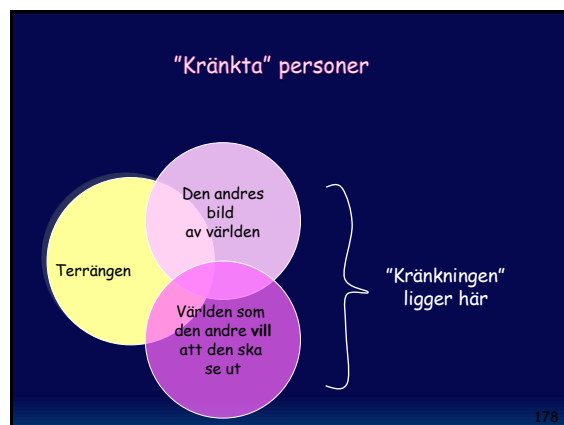 ”Kränkta” personer
Den andres
bild
av världen
Terrängen
”Kränkningen”
ligger här
Världen som
den andre vill
att den ska
se ut
178